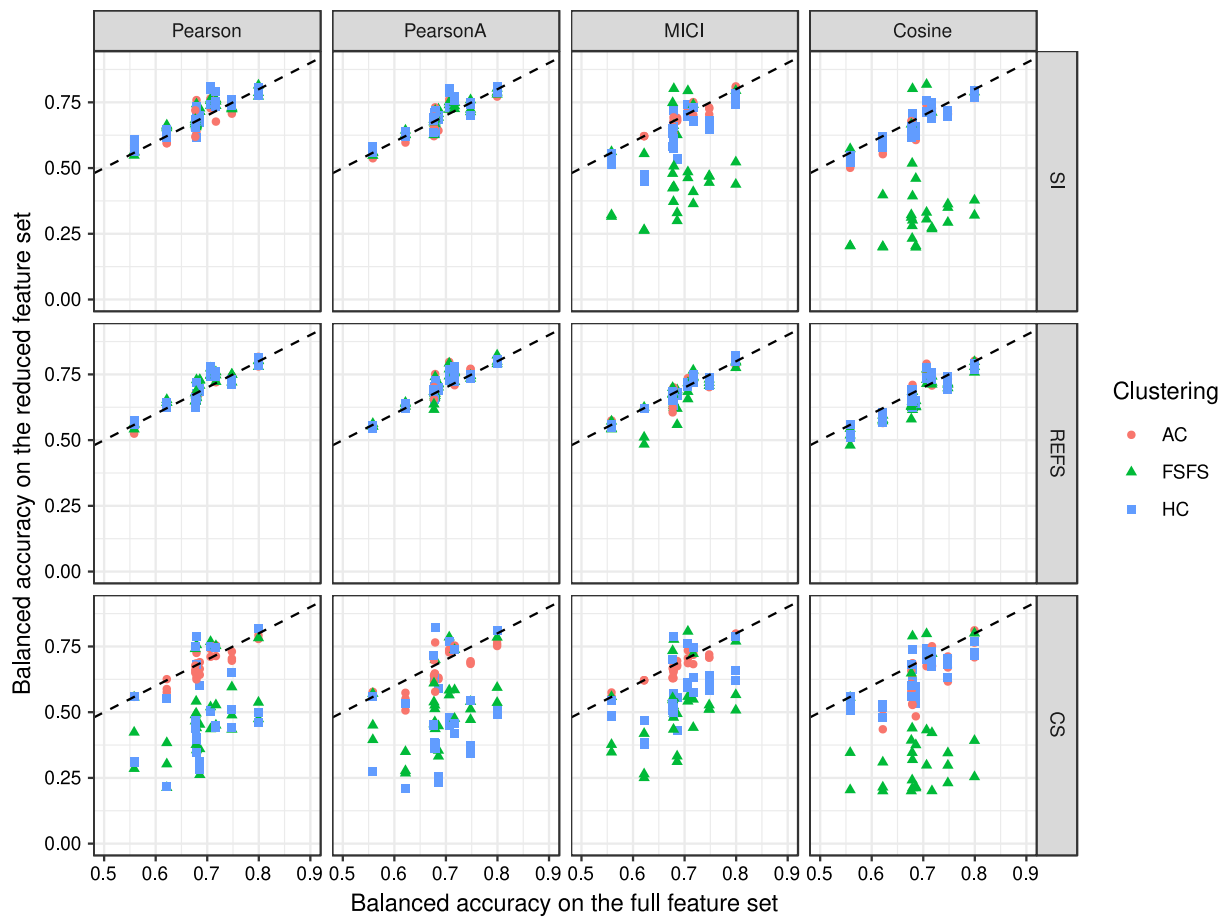 Pearson PearsonA MICI Cosine
0.75
0.50
0.25
0.00
SI
0.75
0.50
0.25
0.00
REFS
0.75
0.50
0.25
0.00
CS
0.5 0.6 0.7 0.8 0.9 0.5 0.6 0.7 0.8 0.9 0.5 0.6 0.7 0.8 0.9 0.5 0.6 0.7 0.8 0.9
Balanced accuracy on the full feature set
Balanced accuracy on the reduced feature set
Clustering
AC
FSFS
HC